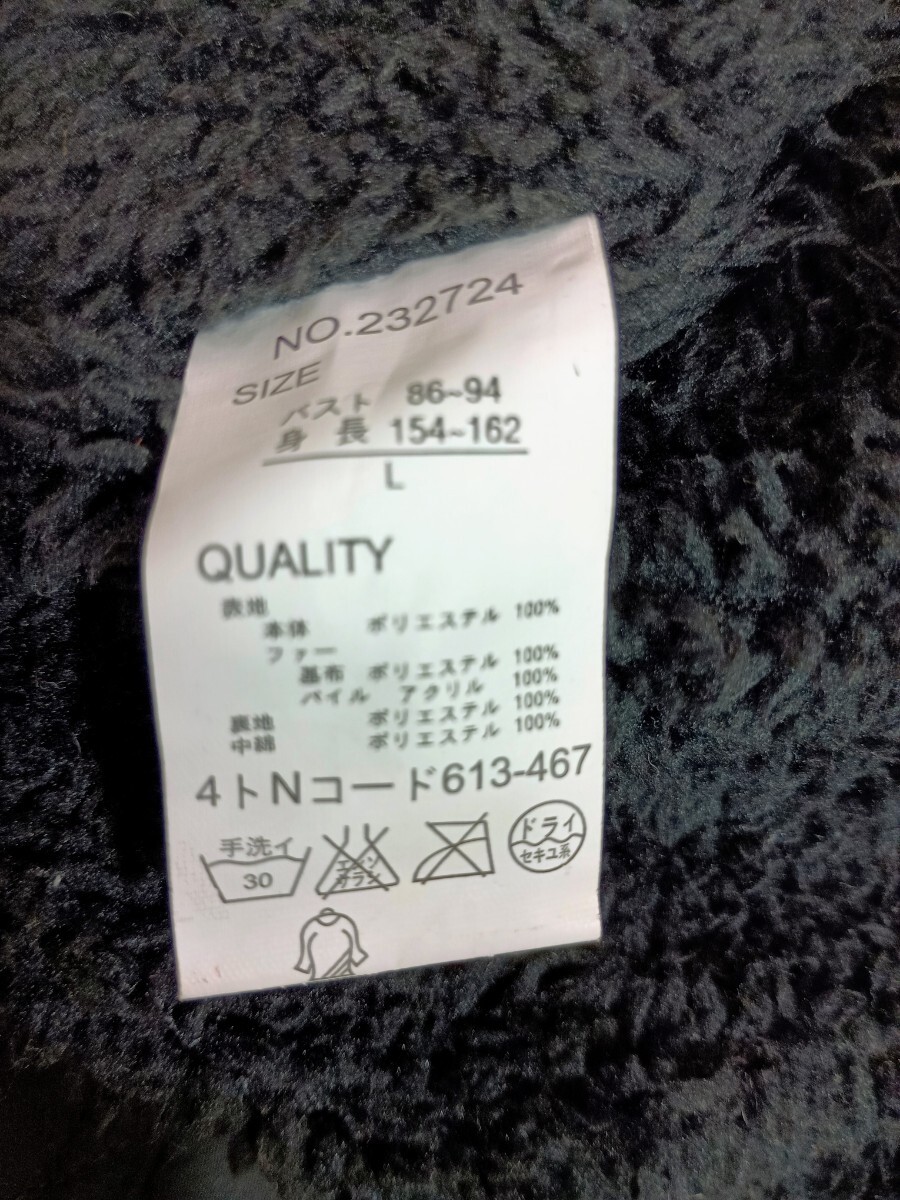 NO.232724
SIZE
バスト 86~94
身長 154~162
L
QUALITY
表地
本体 ポリエステル 100%
ファー
基布 ポリエステル 100%
パイル アクリル 100%
裏地 ポリエステル 100%
中綿 ポリエステル 100%
4トNコード613-467
手洗イ
30
エンソ
サラシ
ドライ
セキユ系